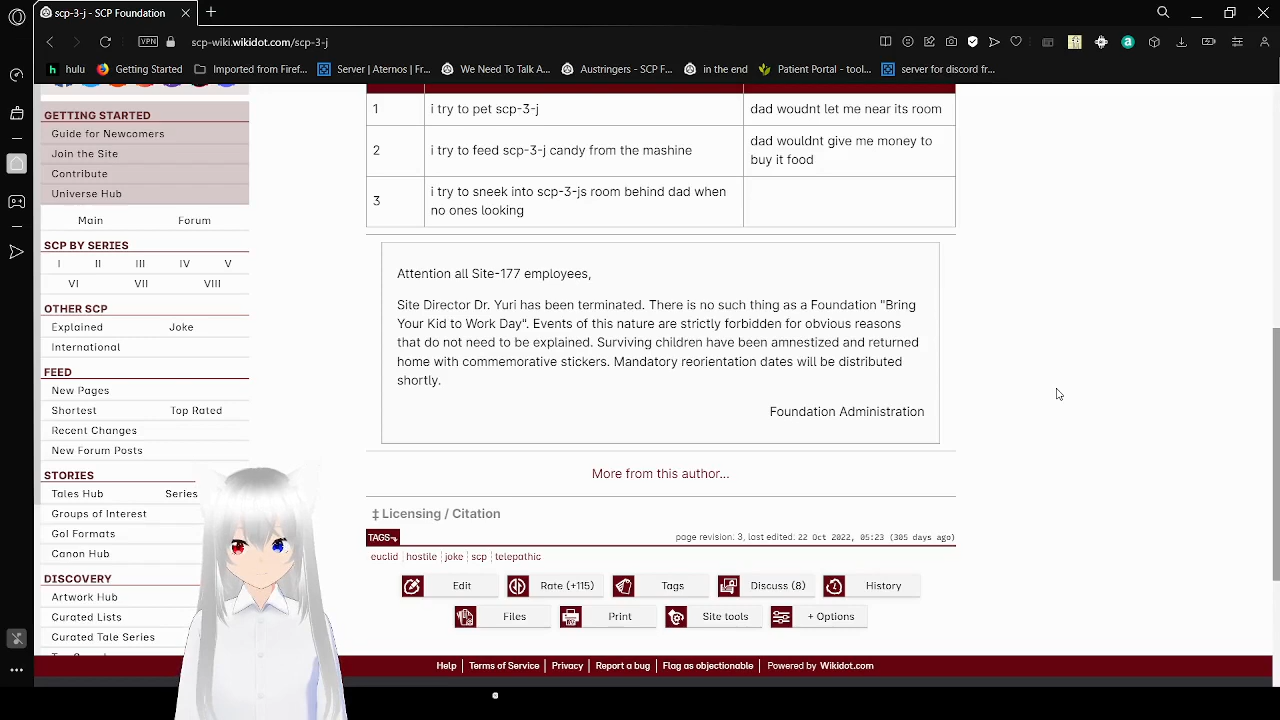 scp-3-j - SCP Foundation
VPN
scp-wiki.wikidot.com/scp-3-j
hulu
Getting Started
Imported from Firef...
Server | Aternos | Fr...
We Need To Talk A...
Austringers - SCP F...
in the end
Patient Portal - tool...
server for discord fr...
GETTING STARTED
Guide for Newcomers
Join the Site
Contribute
Universe Hub
Main Forum
SCP BY SERIES
I II III IV V
VI VII VIII
OTHER SCP
Explained Joke
International
FEED
New Pages
Shortest Top Rated
Recent Changes
New Forum Posts
STORIES
Tales Hub Series
Groups of Interest
GoI Formats
Canon Hub
DISCOVERY
Artwork Hub
Curated Lists
Curated Tale Series
1 i try to pet scp-3-j dad woudnt let me near its room
2 i try to feed scp-3-j candy from the mashine dad wouldnt give me money to
buy it food
3 i try to sneek into scp-3-js room behind dad when
no ones looking
Attention all Site-177 employees,
Site Director Dr. Yuri has been terminated. There is no such thing as a Foundation "Bring
Your Kid to Work Day". Events of this nature are strictly forbidden for obvious reasons
that do not need to be explained. Surviving children have been amnestized and returned
home with commemorative stickers. Mandatory reorientation dates will be distributed
shortly.
Foundation Administration
More from this author...
‡ Licensing / Citation
TAGS
page revision: 3, last edited: 22 Oct 2022, 05:23 (305 days ago)
euclid hostile joke scp telepathic
Edit Rate (+115) Tags Discuss (8) History
Files Print Site tools + Options
Help | Terms of Service | Privacy | Report a bug | Flag as objectionable | Powered by Wikidot.com